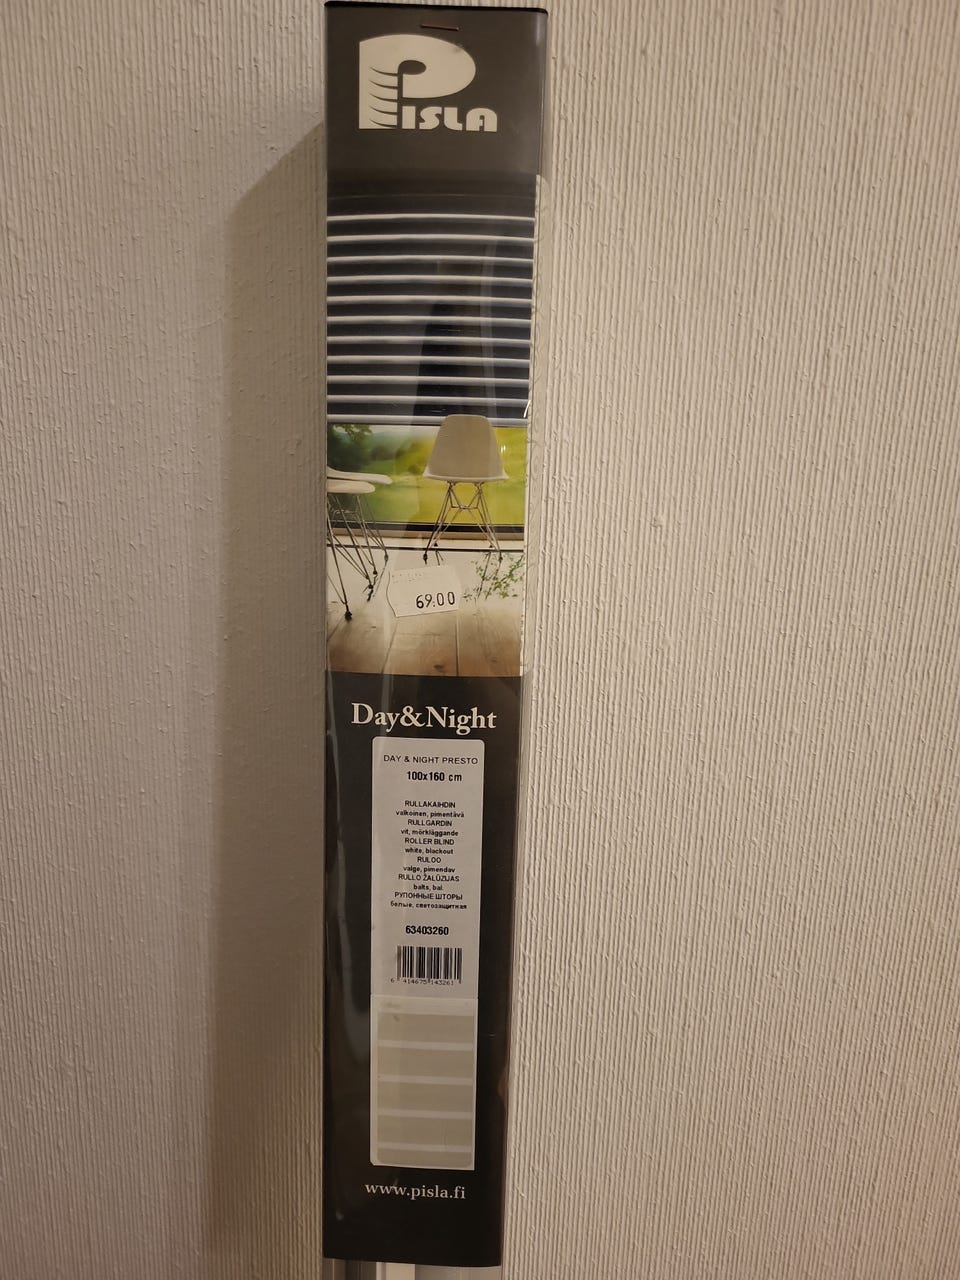 PISLA
69.00
Day&Night
DAY & NIGHT PRESTO
100x160 cm
RULLAKAIHDIN
valkoinen, pimentävä
RULLGARDIN
vit, mörkläggande
ROLLER BLIND
white, blackout
RULOO
valge, pimendav
RULLO ŽALŪZIJAS
balts, bal.
РУПОННЫЕ ШТОРЫ
белые, светозащитная
63403260
6 414675 143261
www.pisla.fi